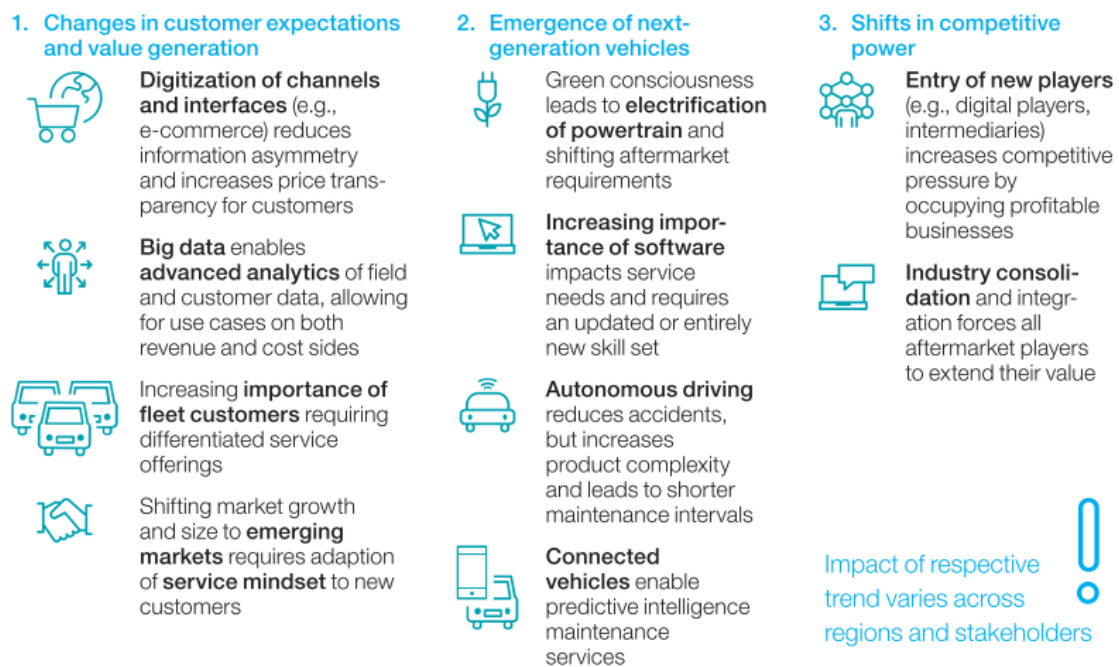 1. Changes in customer expectations
and value generation
Digitization of channels
and interfaces (e.g.,
e-commerce) reduces
information asymmetry
and increases price trans-
parency for customers
Big data enables
advanced analytics of field
and customer data, allowing
for use cases on both
revenue and cost sides
Increasing importance of
fleet customers requiring
differentiated service
offerings
Shifting market growth
and size to emerging
markets requires adaption
of service mindset to new
customers
2. Emergence of next-
generation vehicles
Green consciousness
leads to electrification
of powertrain and
shifting aftermarket
requirements
Increasing impor-
tance of software
impacts service
needs and requires
an updated or entirely
new skill set
Autonomous driving
reduces accidents,
but increases
product complexity
and leads to shorter
maintenance intervals
Connected
vehicles enable
predictive intelligence
maintenance
services
3. Shifts in competitive
power
Entry of new players
(e.g., digital players,
intermediaries)
increases competitive
pressure by
occupying profitable
businesses
Industry consoli-
dation and integr-
ation forces all
aftermarket players
to extend their value
Impact of respective
trend varies across
regions and stakeholders
!